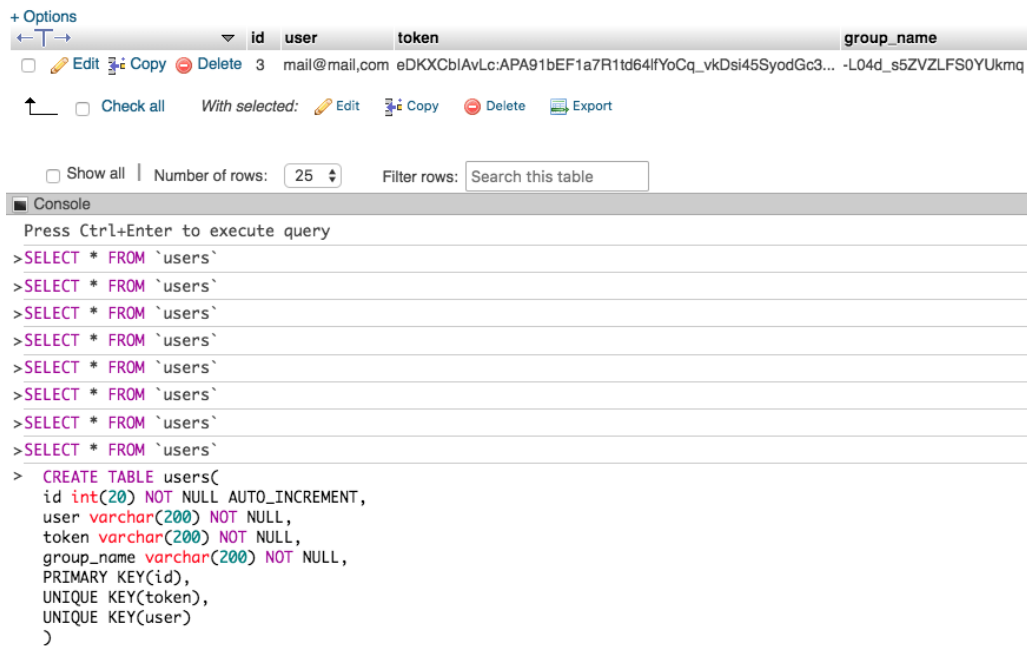 + Options
id user token group_name
Edit Copy Delete 3 mail@mail,com eDKXCblAvLc:APA91bEF1a7R1td64lfYoCq_vkDsi45SyodGc3... -L04d_s5ZVZLFS0YUkmq
Check all With selected: Edit Copy Delete Export
Show all Number of rows: 25 Filter rows: Search this table
Console
Press Ctrl+Enter to execute query
>SELECT * FROM `users`
>SELECT * FROM `users`
>SELECT * FROM `users`
>SELECT * FROM `users`
>SELECT * FROM `users`
>SELECT * FROM `users`
>SELECT * FROM `users`
>SELECT * FROM `users`
> CREATE TABLE users(
id int(20) NOT NULL AUTO_INCREMENT,
user varchar(200) NOT NULL,
token varchar(200) NOT NULL,
group_name varchar(200) NOT NULL,
PRIMARY KEY(id),
UNIQUE KEY(token),
UNIQUE KEY(user)
)